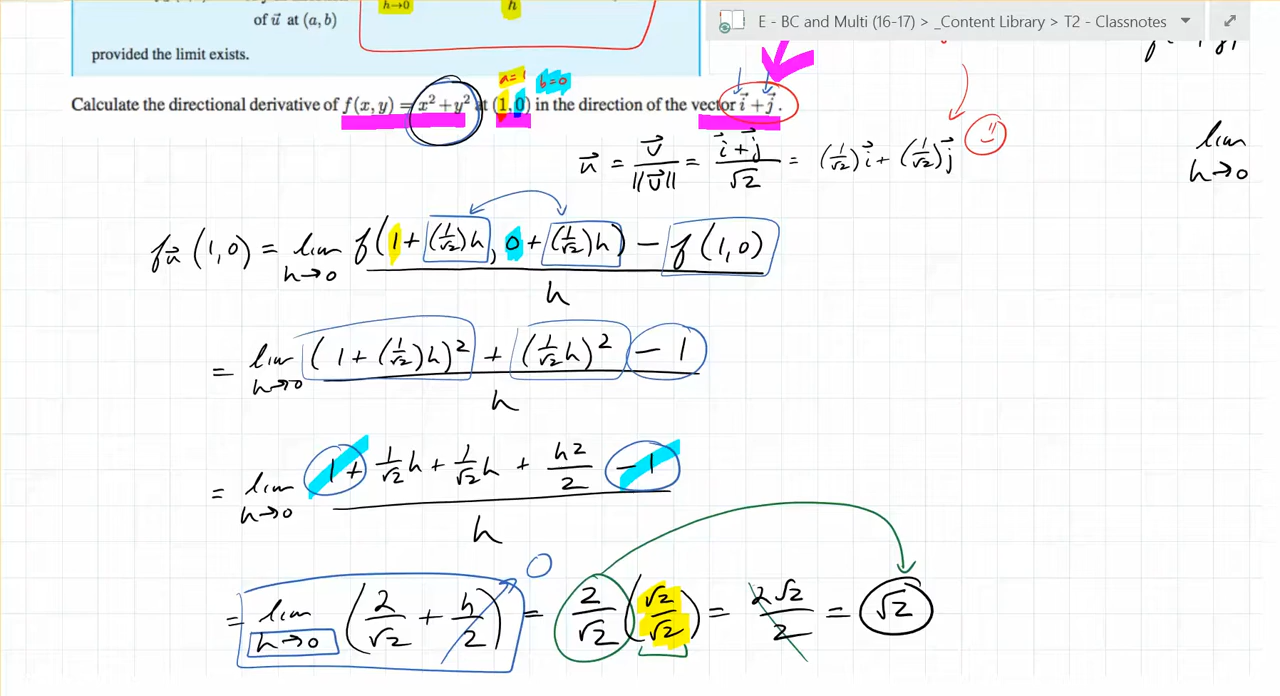 of u⃗ at (a, b)
h→0
h
E - BC and Multi (16-17) > _Content Library > T2 - Classnotes
provided the limit exists.
a=1 b=0
Calculate the directional derivative of f(x, y) = x² + y² at (1, 0) in the direction of the vector i⃗ + j⃗.
u⃗ = v⃗/||v⃗|| = (i⃗+j⃗)/√2 = (1/√2)i⃗ + (1/√2)j⃗
lim h→0
f_u⃗ (1,0) = lim h→0 (f(1+(1/√2)h, 0+(1/√2)h) − f(1,0))/h
= lim h→0 ((1+(1/√2)h)² + (1/√2 h)² − 1)/h
= lim h→0 (1 + 1/√2 h + 1/√2 h + h²/2 − 1)/h
0
= lim h→0 (2/√2 + h/2) = 2/√2 (√2/√2) = 2√2/2 = √2